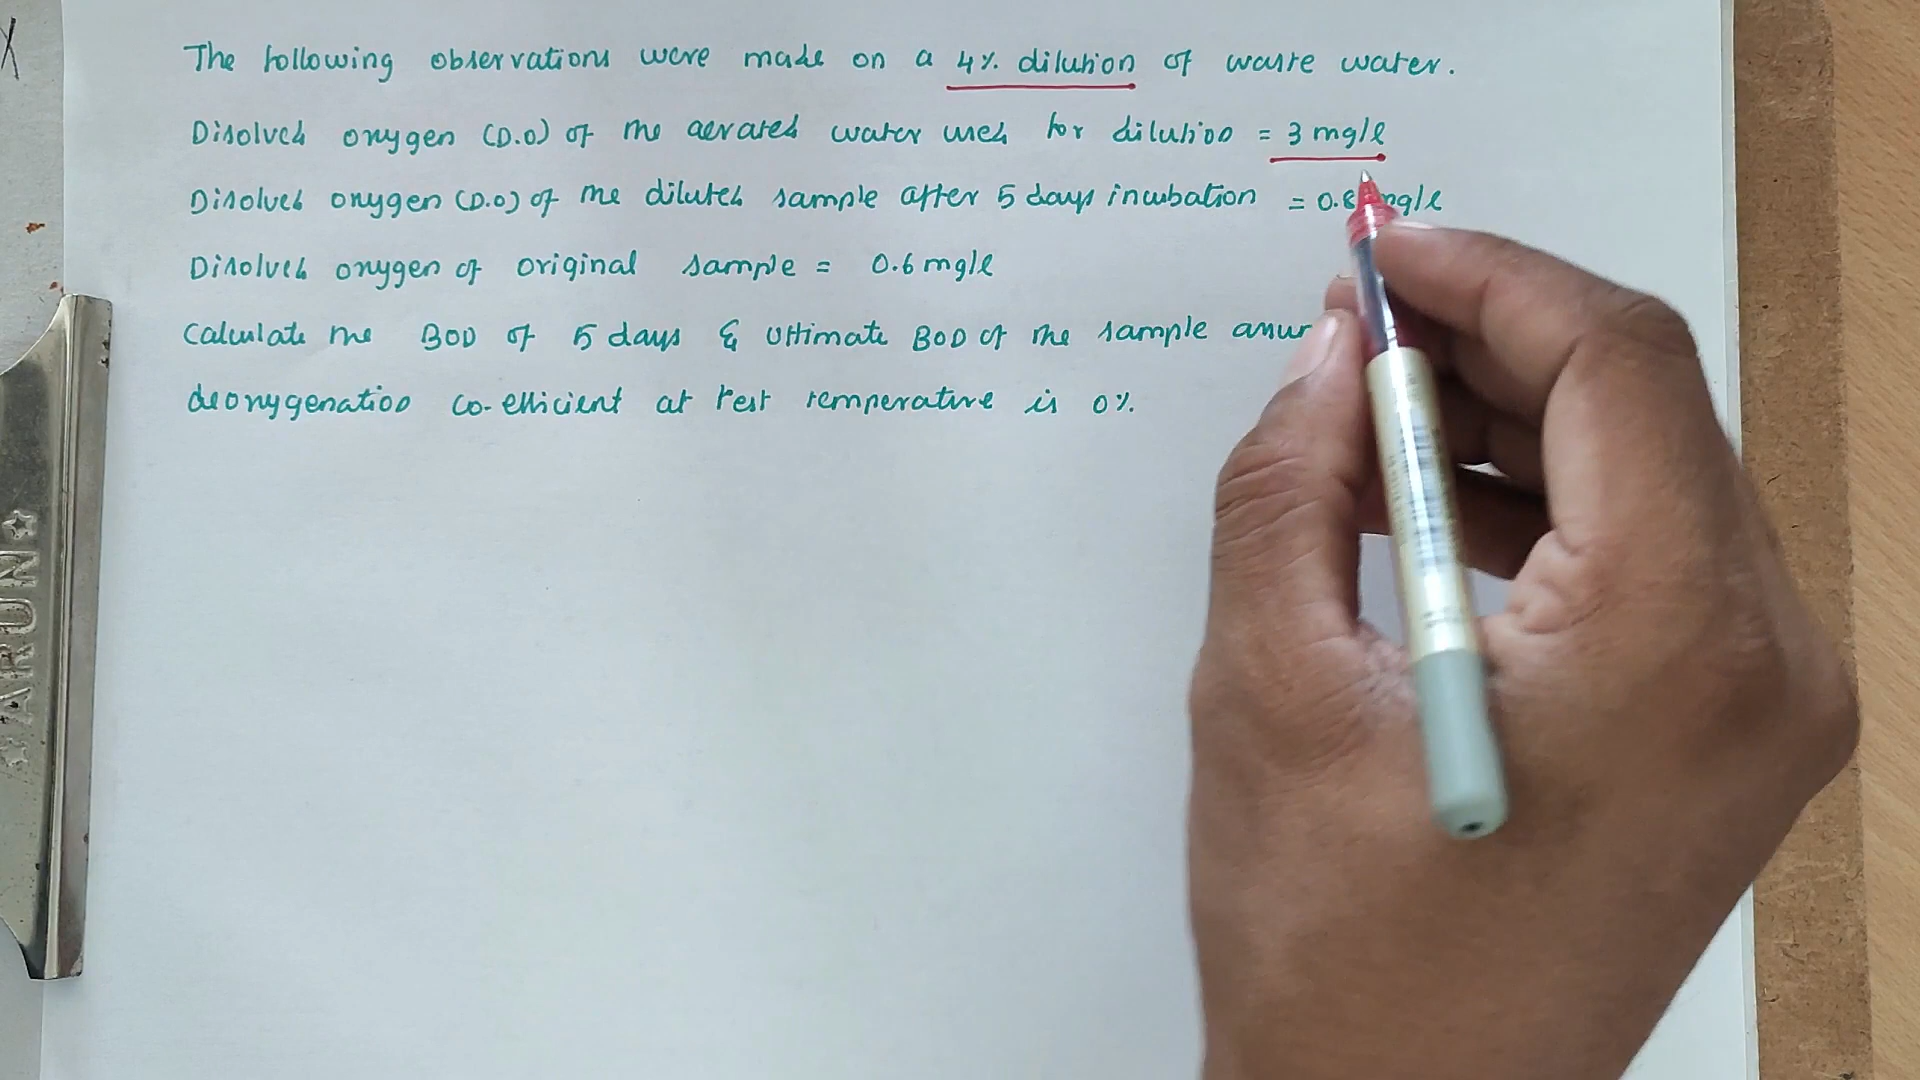 The following observations were made on a 4% dilution of waste water.
Disolved oxygen (D.O) of the aerated water used for dilution = 3 mg/l
Disolved oxygen (D.O) of the diluted sample after 5 days incubation = 0.8 mg/l
Disolved oxygen of original sample = 0.6 mg/l
Calculate the BOD of 5 days & Ultimate BOD of the sample
deoxygenation co-efficient at test temperature is 0%.
ARUN